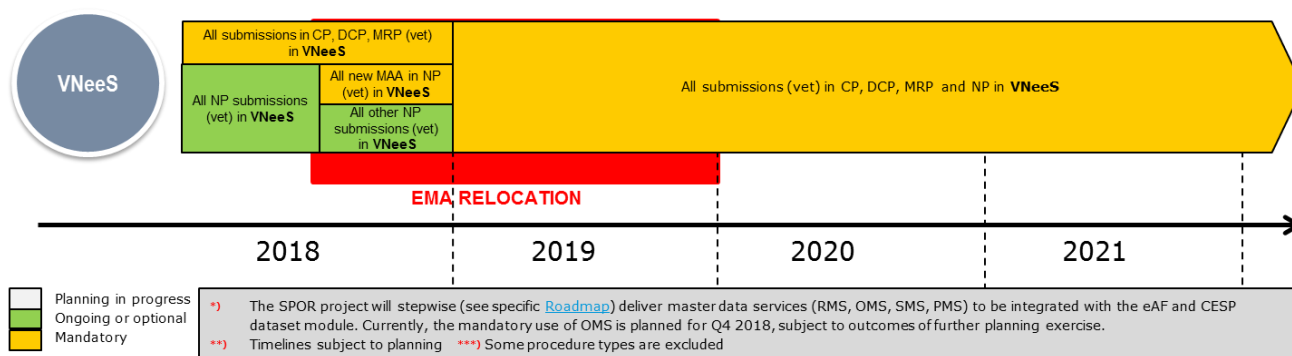 VNeeS
All submissions in CP, DCP, MRP (vet)
in VNeeS
All NP submissions
(vet) in VNeeS
All new MAA in NP
(vet) in VNeeS
All other NP
submissions (vet)
in VNeeS
All submissions (vet) in CP, DCP, MRP and NP in VNeeS
EMA RELOCATION
2018
2019
2020
2021
Planning in progress
Ongoing or optional
Mandatory
*) The SPOR project will stepwise (see specific Roadmap) deliver master data services (RMS, OMS, SMS, PMS) to be integrated with the eAF and CESP
dataset module. Currently, the mandatory use of OMS is planned for Q4 2018, subject to outcomes of further planning exercise.
**) Timelines subject to planning ***) Some procedure types are excluded